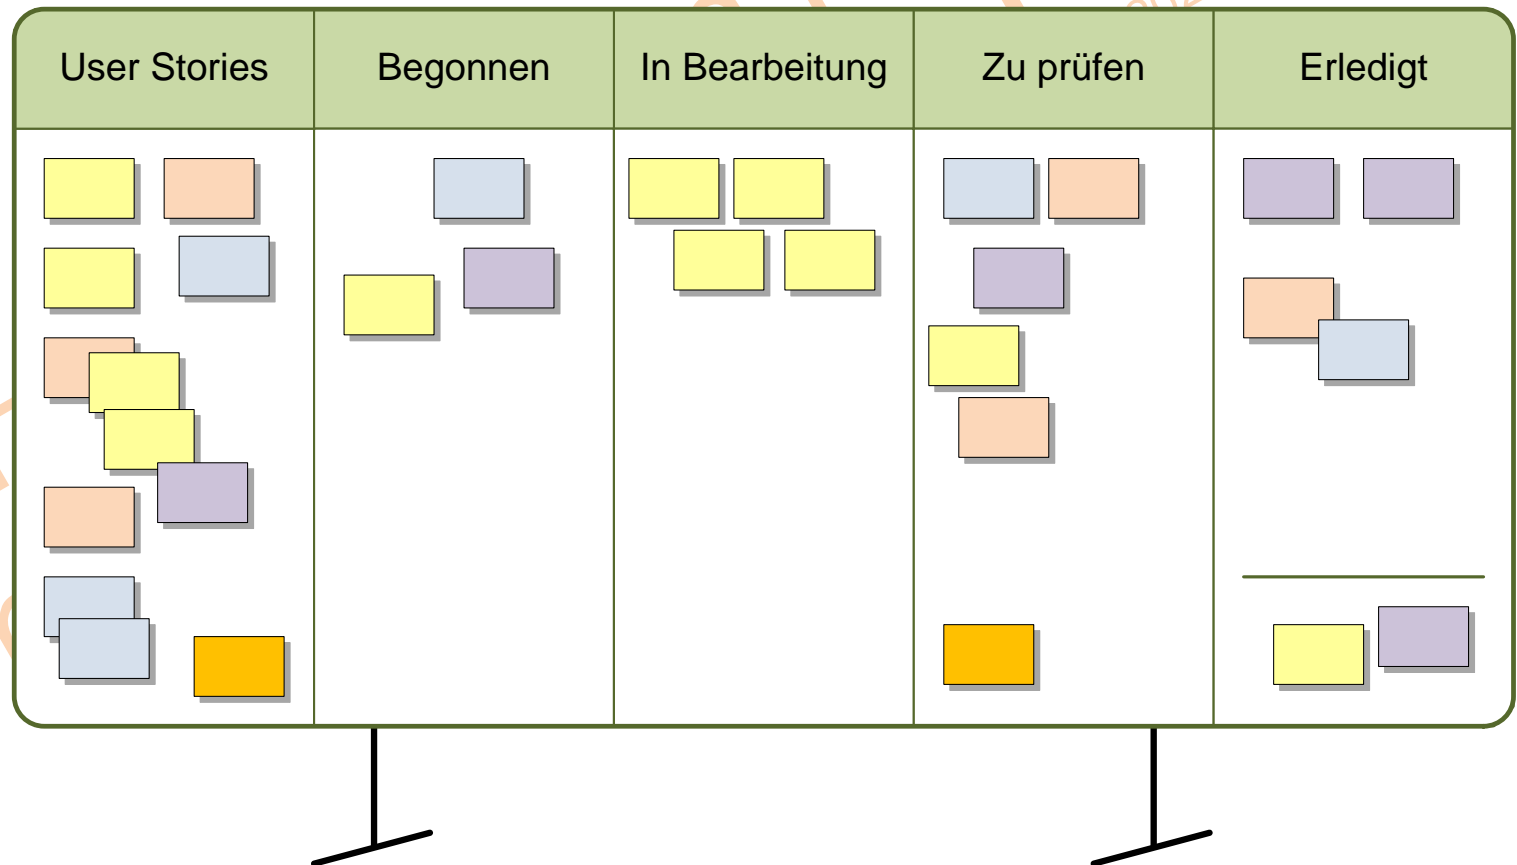 User Stories
Begonnen
In Bearbeitung
Zu prüfen
Erledigt